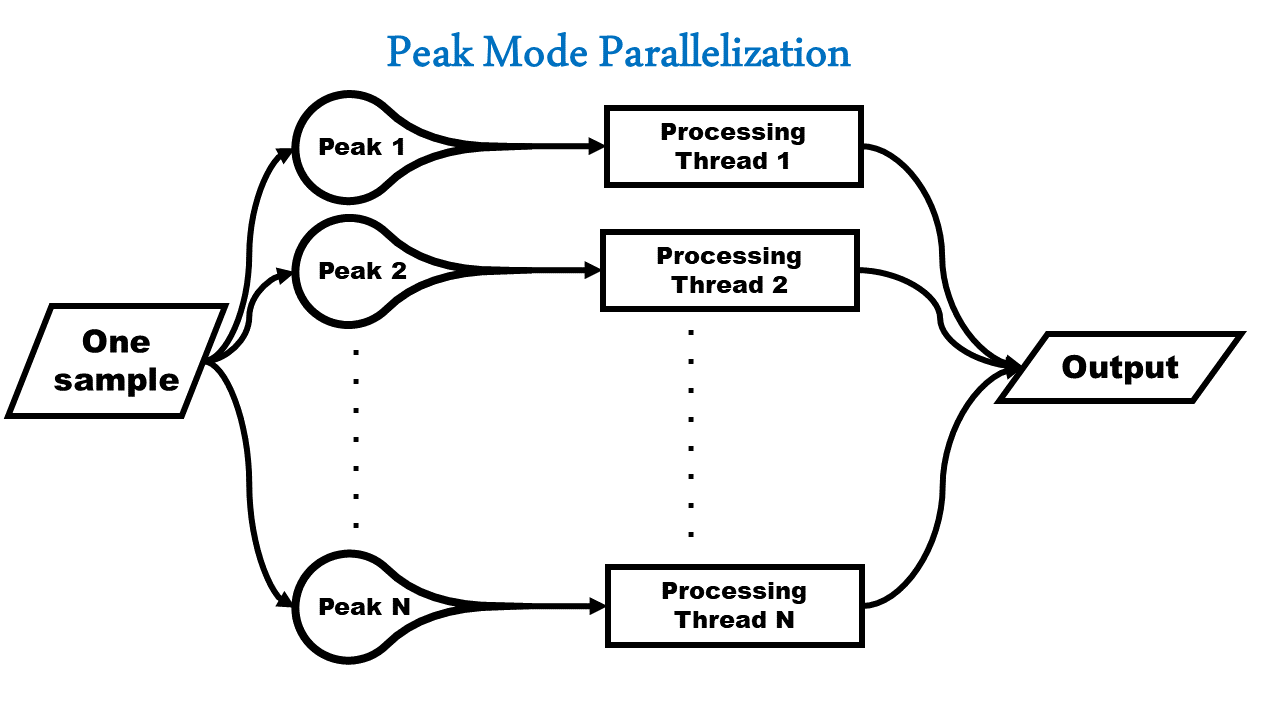 Peak Mode Parallelization
Peak 1
Processing
Thread 1
Peak 2
Processing
Thread 2
One
sample
Output
Peak N
Processing
Thread N